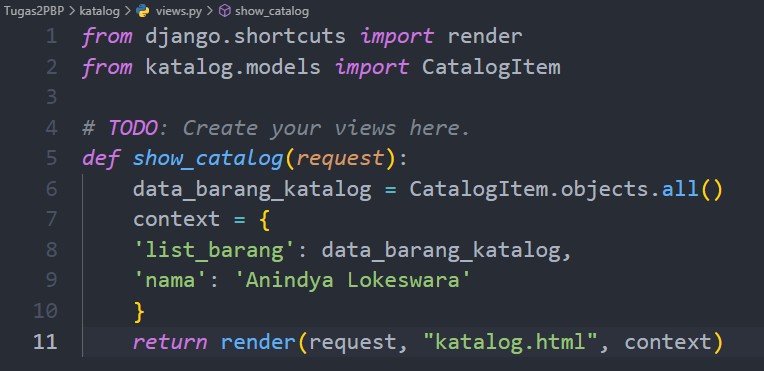 Tugas2PBP > katalog > views.py > show_catalog
1 from django.shortcuts import render
2 from katalog.models import CatalogItem
3
4 # TODO: Create your views here.
5 def show_catalog(request):
6     data_barang_katalog = CatalogItem.objects.all()
7     context = {
8     'list_barang': data_barang_katalog,
9     'nama': 'Anindya Lokeswara'
10     }
11     return render(request, "katalog.html", context)